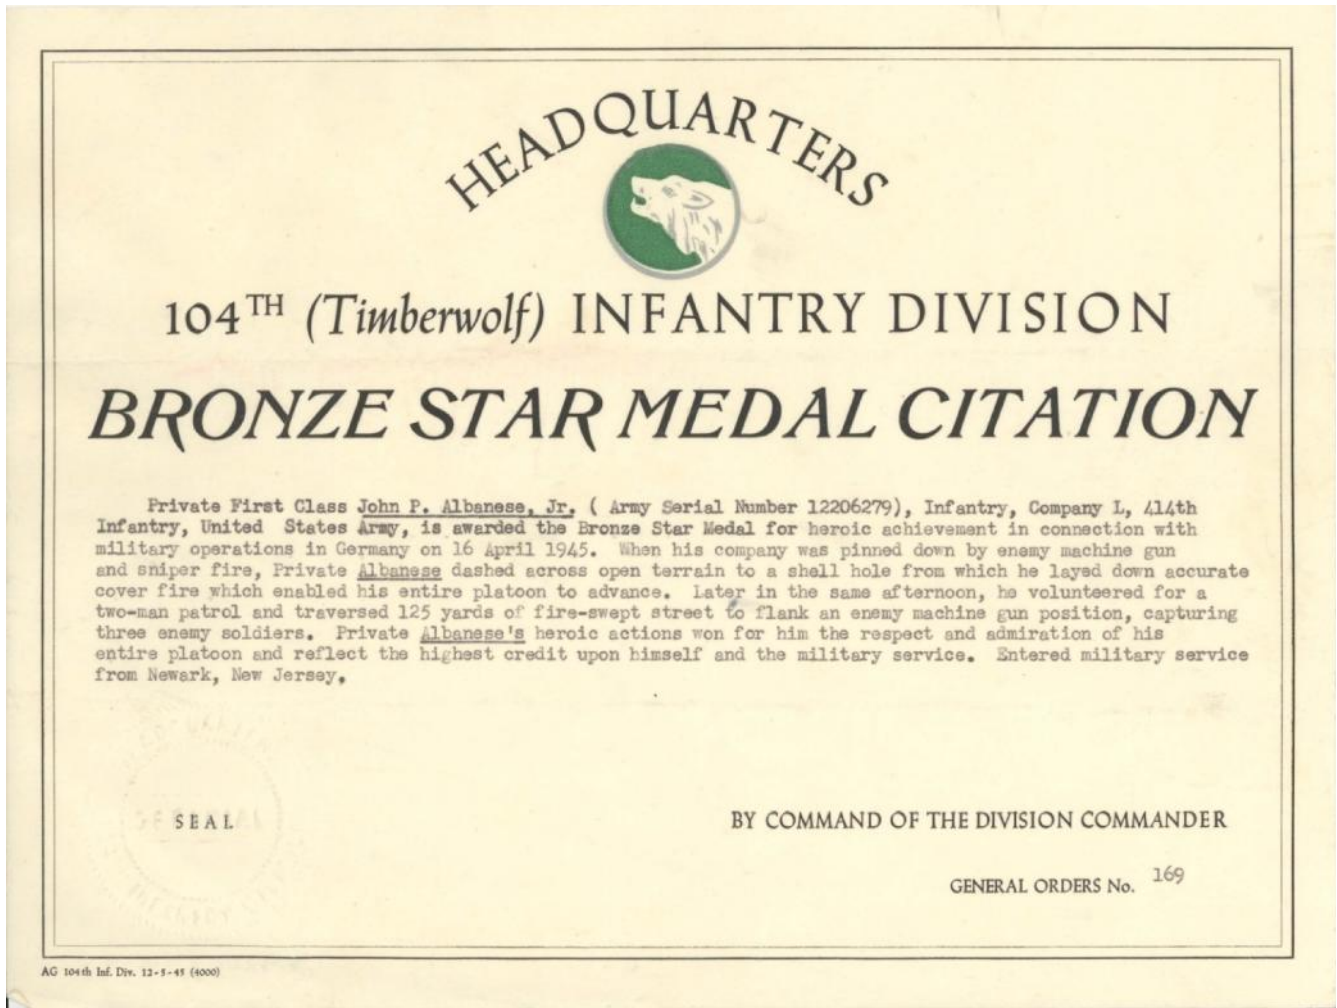 HEADQUARTERS
104TH (Timberwolf) INFANTRY DIVISION
BRONZE STAR MEDAL CITATION
Private First Class John P. Albanese, Jr. ( Army Serial Number 12206279), Infantry, Company L, 414th
Infantry, United States Army, is awarded the Bronze Star Medal for heroic achievement in connection with
military operations in Germany on 16 April 1945. When his company was pinned down by enemy machine gun
and sniper fire, Private Albanese dashed across open terrain to a shell hole from which he layed down accurate
cover fire which enabled his entire platoon to advance. Later in the same afternoon, he volunteered for a
two-man patrol and traversed 125 yards of fire-swept street to flank an enemy machine gun position, capturing
three enemy soldiers. Private Albanese's heroic actions won for him the respect and admiration of his
entire platoon and reflect the highest credit upon himself and the military service. Entered military service
from Newark, New Jersey.
SEAL
BY COMMAND OF THE DIVISION COMMANDER
GENERAL ORDERS No. 169
AG 104th Inf. Div. 12-5-45 (4000)